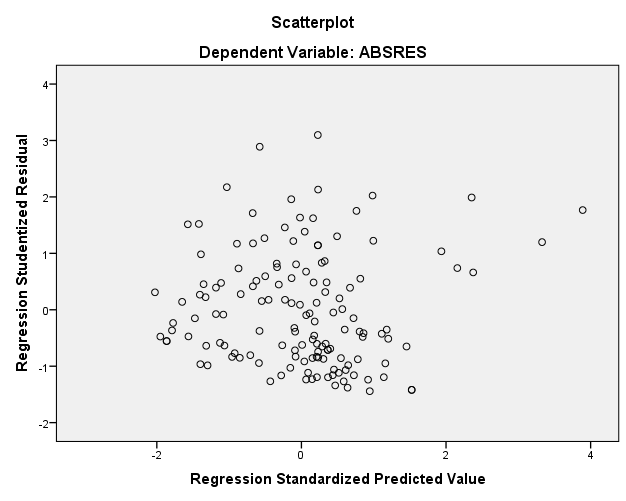 Scatterplot
Dependent Variable: ABSRES
Regression Studentized Residual
4
3
2
1
0
-1
-2
-2
0
2
4
Regression Standardized Predicted Value